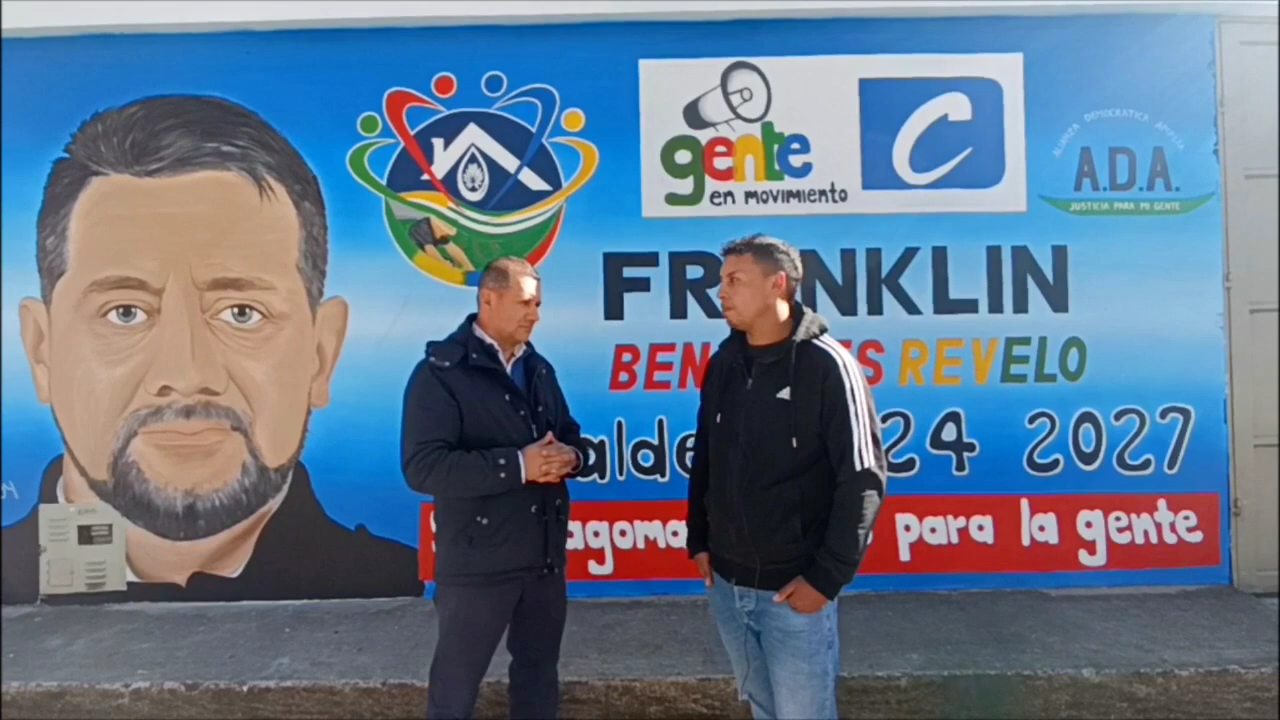 gente
en movimiento
C
ALIANZA DEMOCRATICA AMPLIA
A.D.A.
JUSTICIA PARA MI GENTE
FR NKLIN
BEN ES REVELO
alde 24 2027
agoma para la gente